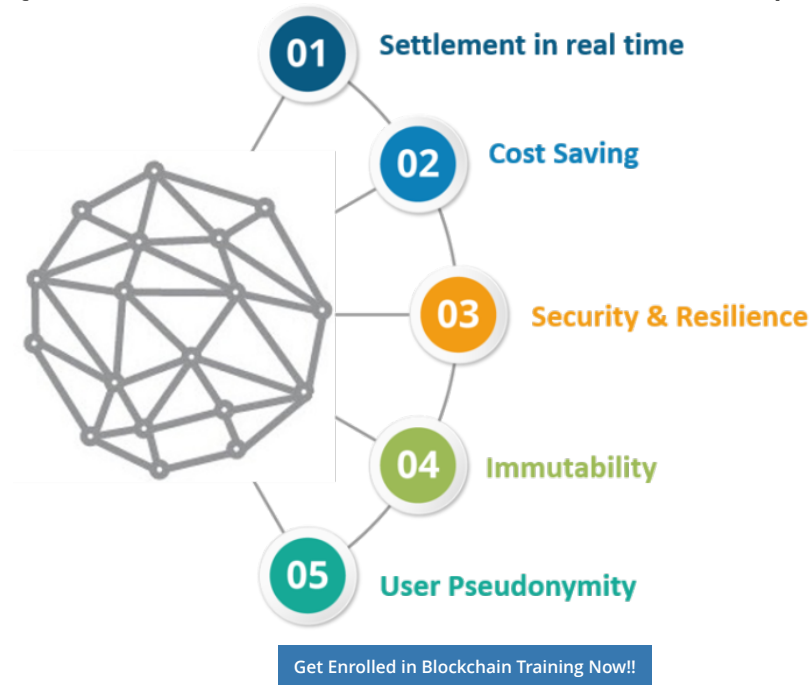 01
Settlement in real time
02
Cost Saving
03
Security & Resilience
04
Immutability
05
User Pseudonymity
Get Enrolled in Blockchain Training Now!!